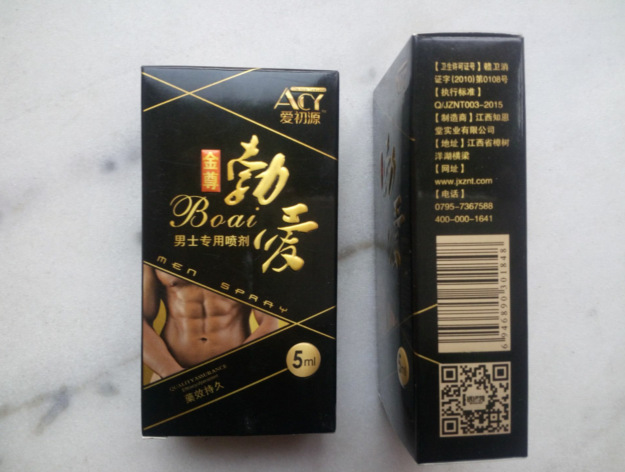 ACY
爱初源
金尊
勃爱
Boai
男士专用喷剂
MEN SPRAY
5ml
QUALITY ENDURANCE
药效持久
【卫生许可证号】赣卫消
证字(2010)第0108号
【执行标准】
Q/JZNT003-2015
【制造商】江西知恩
堂实业有限公司
【地址】江西省樟树
洋湖横梁
【网址】
www.jxznt.com
【电话】
0795-7367588
400-000-1641
6946890301848